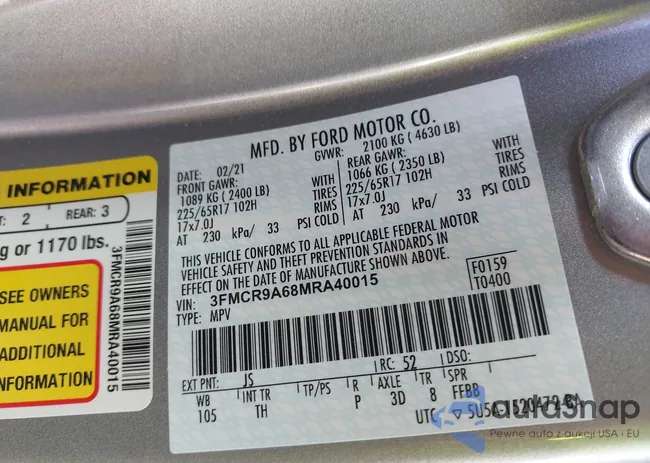 INFORMATION
: 2 REAR: 3
g or 1170 lbs.
SEE OWNERS
MANUAL FOR
ADDITIONAL
INFORMATION
3FMCR9A68MRA40015
MFD. BY FORD MOTOR CO.
DATE: 02/21 GVWR: 2100 KG ( 4630 LB)
FRONT GAWR: REAR GAWR:
1089 KG ( 2400 LB) WITH 1066 KG ( 2350 LB) WITH
225/65R17 102H TIRES 225/65R17 102H TIRES
17x7.0J RIMS 17x7.0J RIMS
AT 230 kPa/ 33 PSI COLD AT 230 kPa/ 33 PSI COLD
THIS VEHICLE CONFORMS TO ALL APPLICABLE FEDERAL MOTOR
VEHICLE SAFETY AND THEFT PREVENTION STANDARDS IN
EFFECT ON THE DATE OF MANUFACTURE SHOWN ABOVE.
VIN: 3FMCR9A68MRA40015
TYPE: MPV
F0159
T0400
EXT PNT: JS RC: 52 DSO:
WB INT TR TP/PS R AXLE TR SPR
105 TH P 3D 8 FFBB
UTC 5U5A-1520472-BA
autaSnap
Pewne auto z aukcji USA i EU